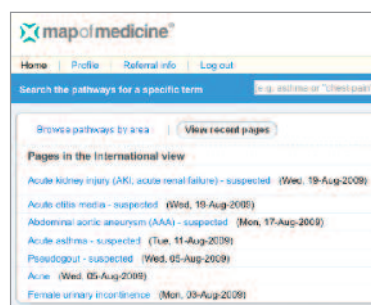 mapofmedicine®
Home | Profile | Referral info | Log out
Search the pathways for a specific term
e.g. asthma or "chest pain
Browse pathways by area | View recent pages
Pages in the International view
Acute kidney injury (AKI, acute renal failure) - suspected (Wed, 19-Aug-2009)
Acute otitis media - suspected (Wed, 19-Aug-2009)
Abdominal aortic aneurysm (AAA) - suspected (Mon, 17-Aug-2009)
Acute asthma - suspected (Tue, 11-Aug-2009)
Pseudogout - suspected (Wed, 05-Aug-2009)
Acne (Wed, 05-Aug-2009)
Female urinary incontinence (Mon, 03-Aug-2009)